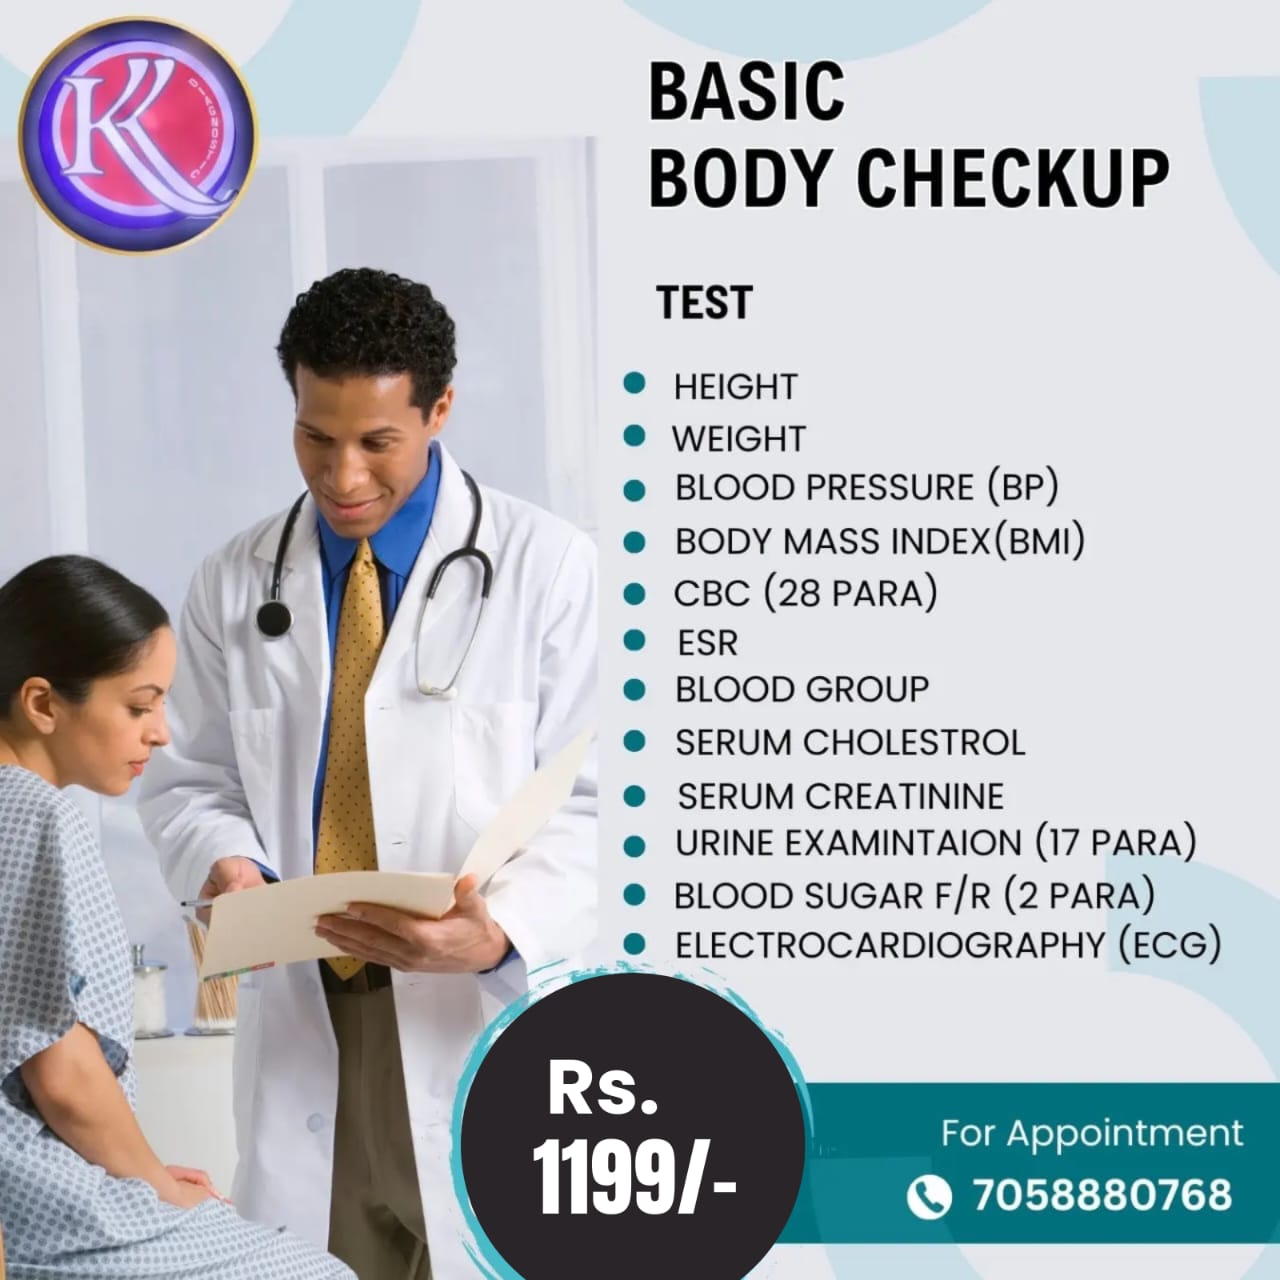 K
DIAGNOSTIC
BASIC
BODY CHECKUP
TEST
HEIGHT
WEIGHT
BLOOD PRESSURE (BP)
BODY MASS INDEX(BMI)
CBC (28 PARA)
ESR
BLOOD GROUP
SERUM CHOLESTROL
SERUM CREATININE
URINE EXAMINTAION (17 PARA)
BLOOD SUGAR F/R (2 PARA)
ELECTROCARDIOGRAPHY (ECG)
Rs.
1199/-
For Appointment
7058880768